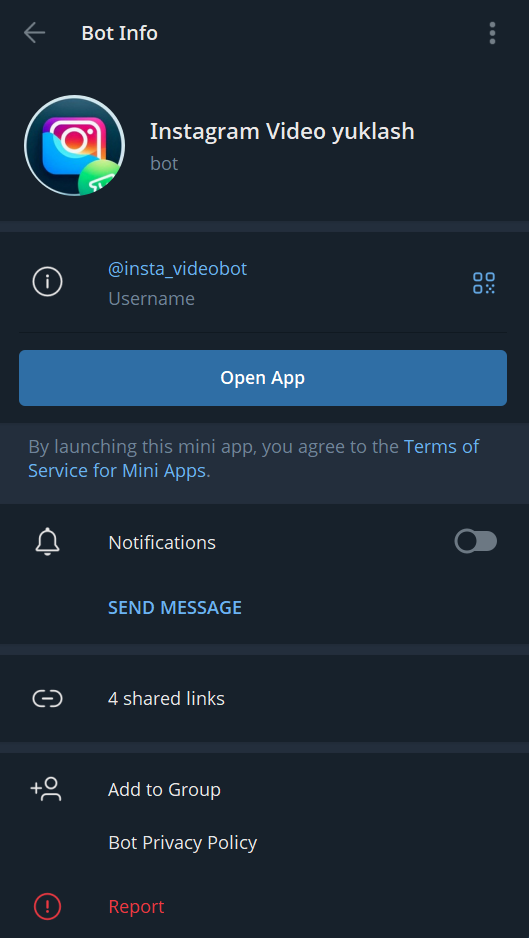 Bot Info
Instagram Video yuklash
bot
@insta_videobot
Username
Open App
By launching this mini app, you agree to the Terms of
Service for Mini Apps.
Notifications
SEND MESSAGE
4 shared links
Add to Group
Bot Privacy Policy
Report